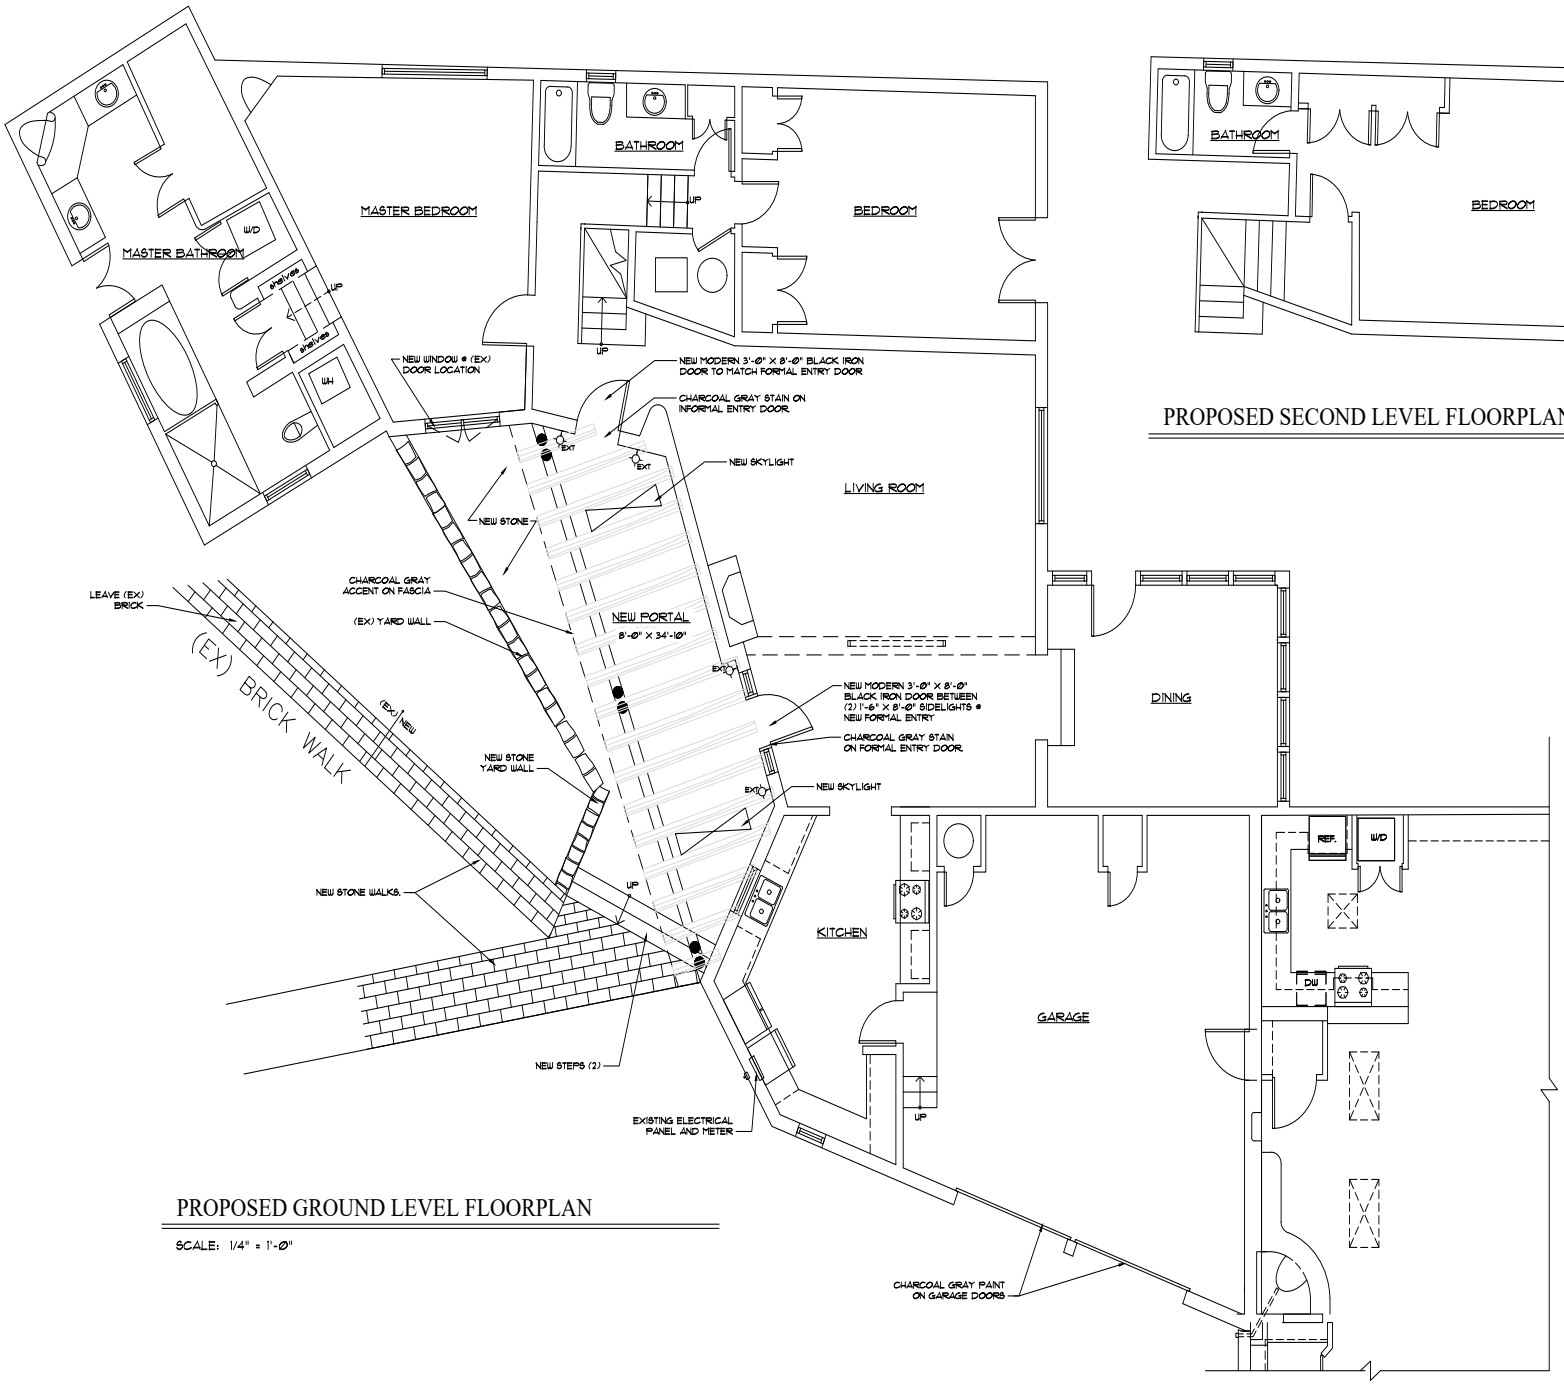 BATHROOM
UP
MASTER BEDROOM
BEDROOM
MASTER BATHROOM
W/D
shelves
UP
shelves
WH
UP
BATHROOM
BEDROOM
PROPOSED SECOND LEVEL FLOORPLAN
NEW WINDOW @ (EX)
DOOR LOCATION
NEW MODERN 3'-0" X 8'-0" BLACK IRON
DOOR TO MATCH FORMAL ENTRY DOOR
CHARCOAL GRAY STAIN ON
INFORMAL ENTRY DOOR.
EXT
EXT
NEW SKYLIGHT
LIVING ROOM
NEW STONE
CHARCOAL GRAY
ACCENT ON FASCIA
LEAVE (EX)
BRICK
(EX) YARD WALL
NEW PORTAL
8'-0" X 34'-10"
(EX) BRICK WALK
(EX)
NEW
EXT
NEW MODERN 3'-0" X 8'-0"
BLACK IRON DOOR BETWEEN
(2) 1'-6" X 8'-0" SIDELIGHTS @
NEW FORMAL ENTRY
CHARCOAL GRAY STAIN
ON FORMAL ENTRY DOOR.
DINING
NEW STONE
YARD WALL
EXT
NEW SKYLIGHT
REF.
W/D
NEW STONE WALKS.
UP
KITCHEN
DW
GARAGE
NEW STEPS (2)
UP
EXISTING ELECTRICAL
PANEL AND METER
PROPOSED GROUND LEVEL FLOORPLAN
SCALE: 1/4" = 1'-0"
CHARCOAL GRAY PAINT
ON GARAGE DOORS